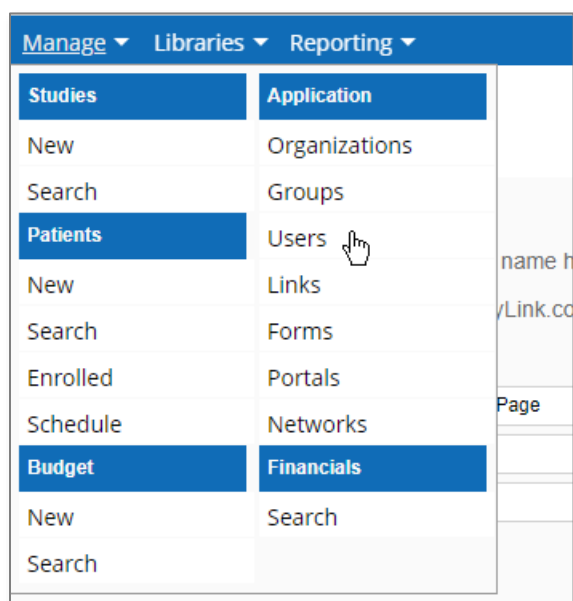 Manage Libraries Reporting
Studies
New
Search
Patients
New
Search
Enrolled
Schedule
Budget
New
Search
Application
Organizations
Groups
Users
Links
Forms
Portals
Networks
Financials
Search
name h
yLink.co
Page